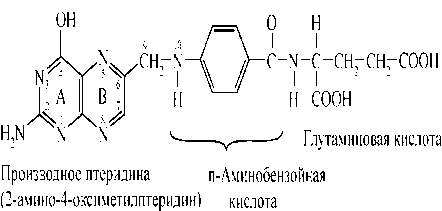 OH
O
H
N
N
A
B
N
N
CH₂
N
H
C
N
H
C
CH₂
CH₂
COOH
COOH
H₂N
Глутаминовая кислота
Производное птеридина
п-Аминобензойная
(2-амино-4-оксиметилптеридин)
кислота